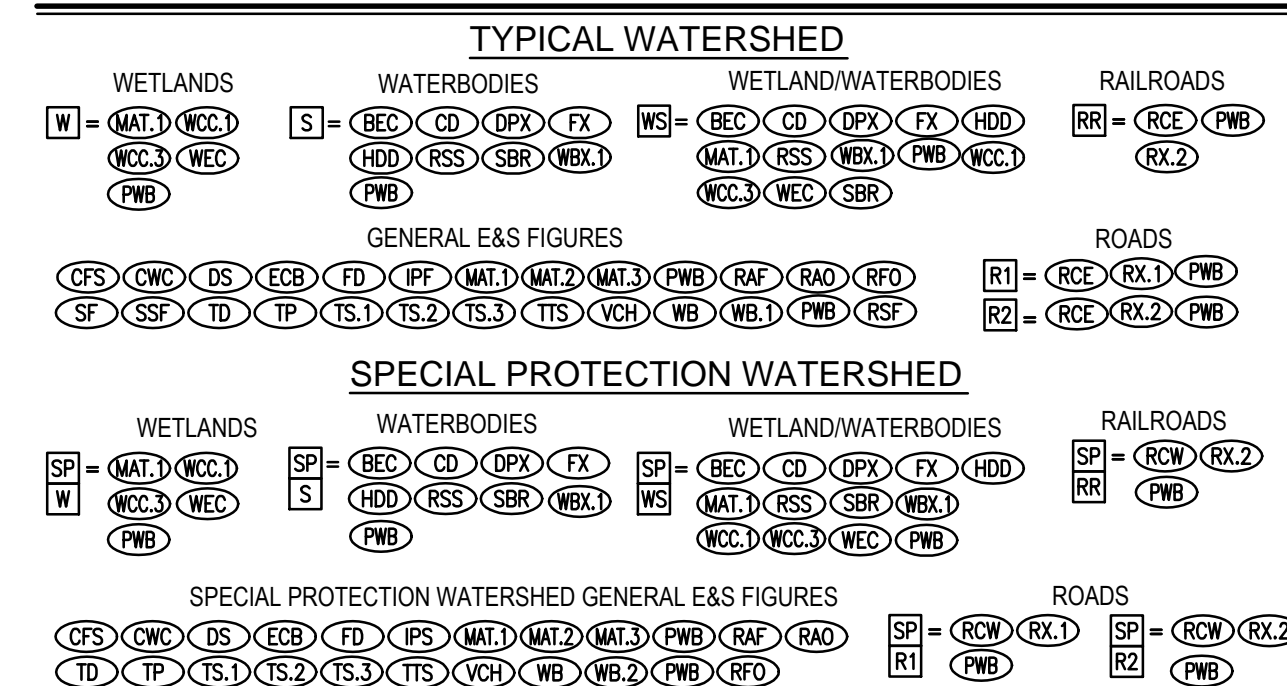 TYPICAL WATERSHED
WETLANDS
W = MAT.1 WCC.1
WCC.3 WEC
PWB
WATERBODIES
S = BEC CD DPX FX
HDD RSS SBR WBX.1
PWB
WETLAND/WATERBODIES
WS = BEC CD DPX FX HDD
MAT.1 RSS WBX.1 PWB WCC.1
WCC.3 WEC SBR
RAILROADS
RR = RCE PWB
RX.2
GENERAL E&S FIGURES
CFS CWC DS ECB FD IPF MAT.1 MAT.2 MAT.3 PWB RAF RAO RFO
SF SSF TD TP TS.1 TS.2 TS.3 TTS VCH WB WB.1 PWB RSF
ROADS
R1 = RCE RX.1 PWB
R2 = RCE RX.2 PWB
SPECIAL PROTECTION WATERSHED
WETLANDS
SP = MAT.1 WCC.1
W WCC.3 WEC
PWB
WATERBODIES
SP = BEC CD DPX FX
S HDD RSS SBR WBX.1
PWB
WETLAND/WATERBODIES
SP = BEC CD DPX FX HDD
WS MAT.1 RSS SBR WBX.1
WCC.1 WCC.3 WEC PWB
RAILROADS
SP = RCW RX.2
RR PWB
SPECIAL PROTECTION WATERSHED GENERAL E&S FIGURES
CFS CWC DS ECB FD IPS MAT.1 MAT.2 MAT.3 PWB RAF RAO
TD TP TS.1 TS.2 TS.3 TTS VCH WB WB.2 PWB RFO
ROADS
SP = RCW RX.1
R1 PWB
SP = RCW RX.2
R2 PWB